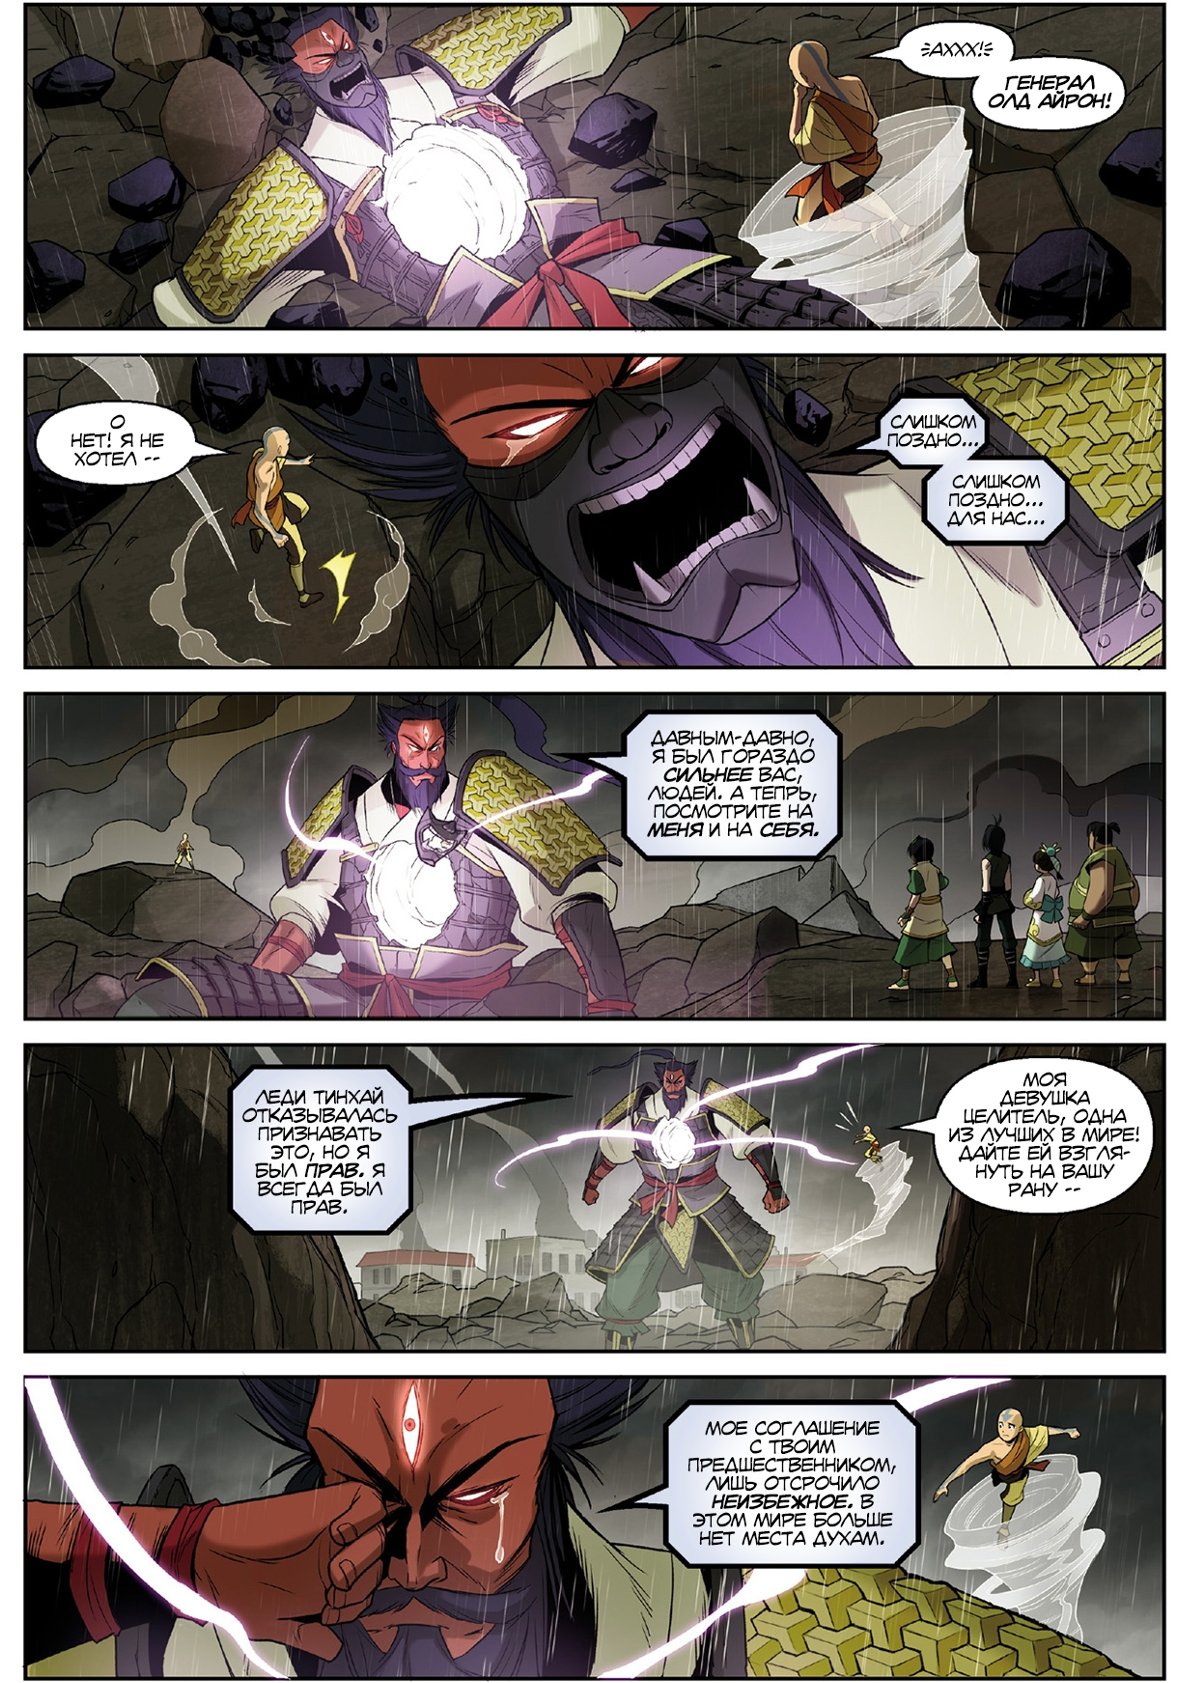 АХХХ!
ГЕНЕРАЛ
ОЛД АЙРОН!
О
НЕТ! Я НЕ
ХОТЕЛ --
СЛИШКОМ
ПОЗДНО...
СЛИШКОМ
ПОЗДНО...
ДЛЯ НАС...
ДАВНЫМ-ДАВНО,
Я БЫЛ ГОРАЗДО
СИЛЬНЕЕ ВАС,
ЛЮДЕЙ. А ТЕПРЬ,
ПОСМОТРИТЕ НА
МЕНЯ И НА СЕБЯ.
ЛЕДИ ТИНХАЙ
ОТКАЗЫВАЛАСЬ
ПРИЗНАВАТЬ
ЭТО, НО Я
БЫЛ ПРАВ. Я
ВСЕГДА БЫЛ
ПРАВ.
МОЯ
ДЕВУШКА
ЦЕЛИТЕЛЬ, ОДНА
ИЗ ЛУЧШИХ В МИРЕ!
ДАЙТЕ ЕЙ ВЗГЛЯ-
НУТЬ НА ВАШУ
РАНУ --
МОЕ СОГЛАШЕНИЕ
С ТВОИМ
ПРЕДШЕСТВЕННИКОМ,
ЛИШЬ ОТСРОЧИЛО
НЕИЗБЕЖНОЕ. В
ЭТОМ МИРЕ БОЛЬШЕ
НЕТ МЕСТА ДУХАМ.